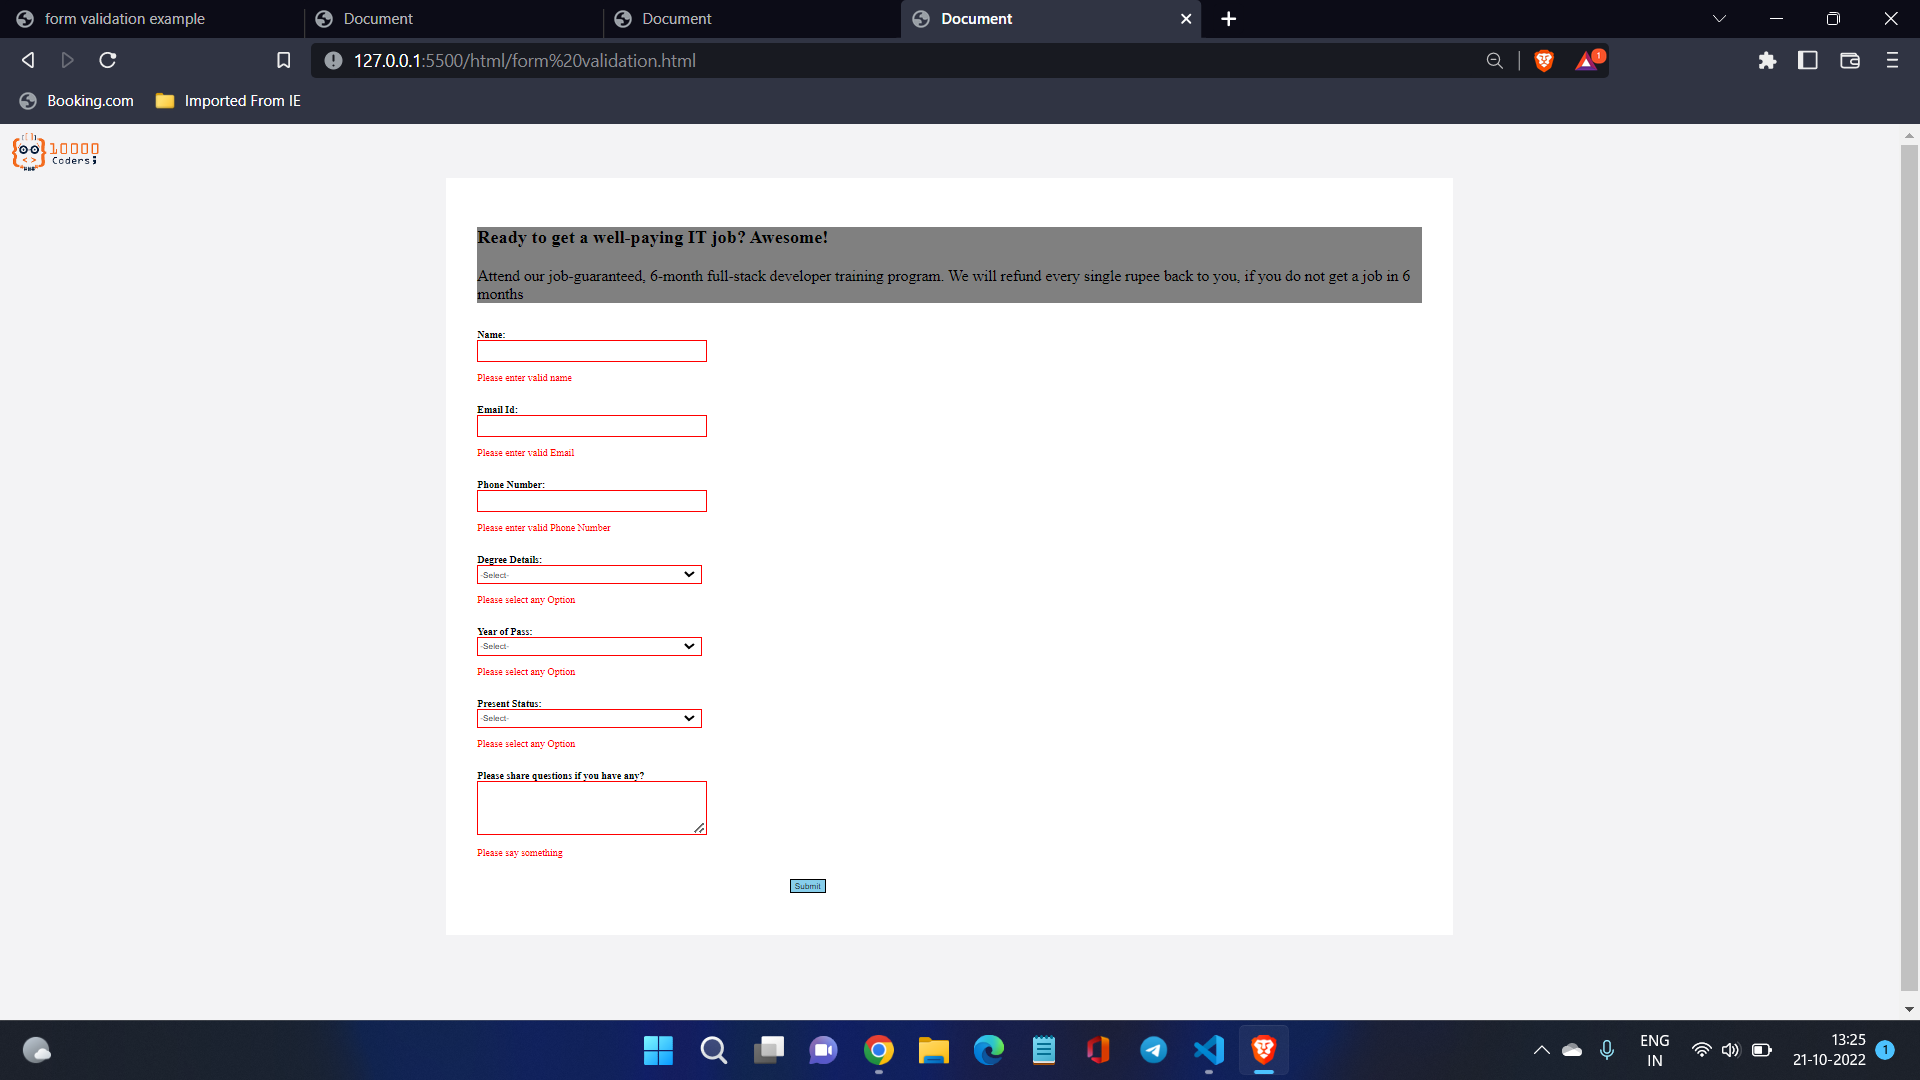 form validation example
Document
Document
Document
127.0.0.1:5500/html/form%20validation.html
1
Booking.com
Imported From IE
10000
Coders;
Ready to get a well-paying IT job? Awesome!
Attend our job-guaranteed, 6-month full-stack developer training program. We will refund every single rupee back to you, if you do not get a job in 6
months
Name:
Please enter valid name
Email Id:
Please enter valid Email
Phone Number:
Please enter valid Phone Number
Degree Details:
-Select-
Please select any Option
Year of Pass:
-Select-
Please select any Option
Present Status:
-Select-
Please select any Option
Please share questions if you have any?
Please say something
Submit
ENG
IN
13:25
21-10-2022
1